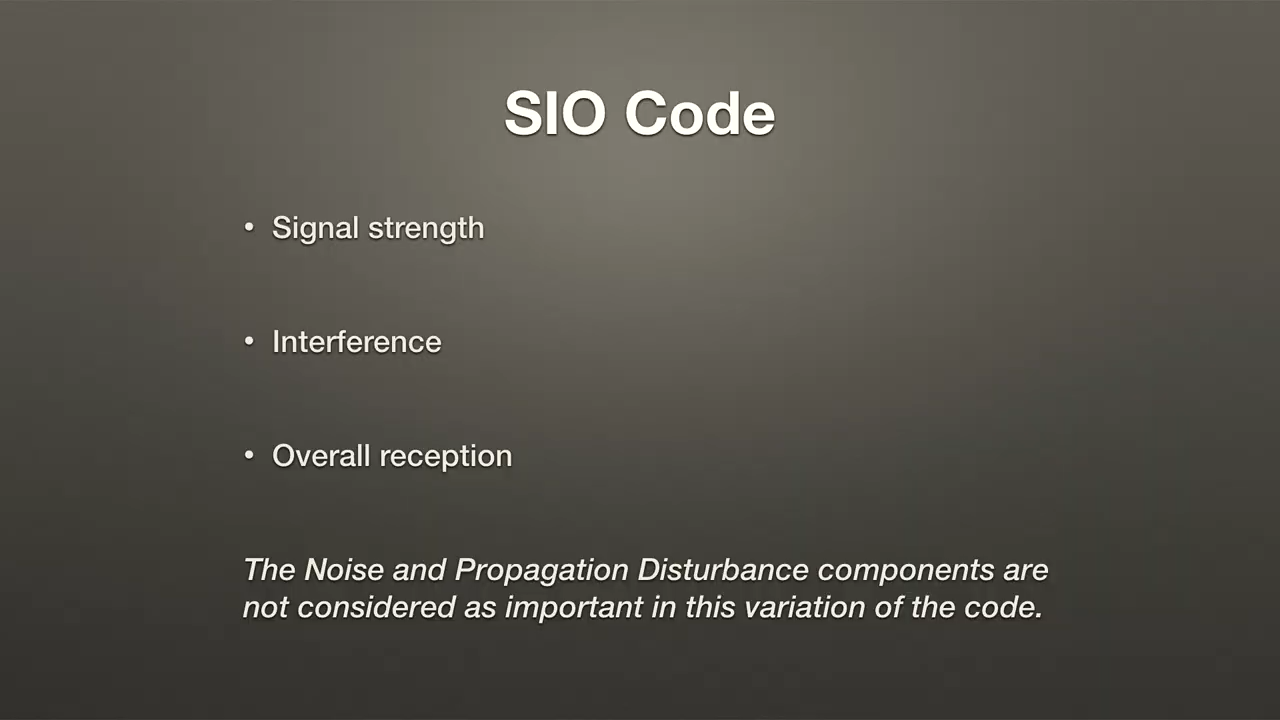 SIO Code
• Signal strength
• Interference
• Overall reception
The Noise and Propagation Disturbance components are
not considered as important in this variation of the code.